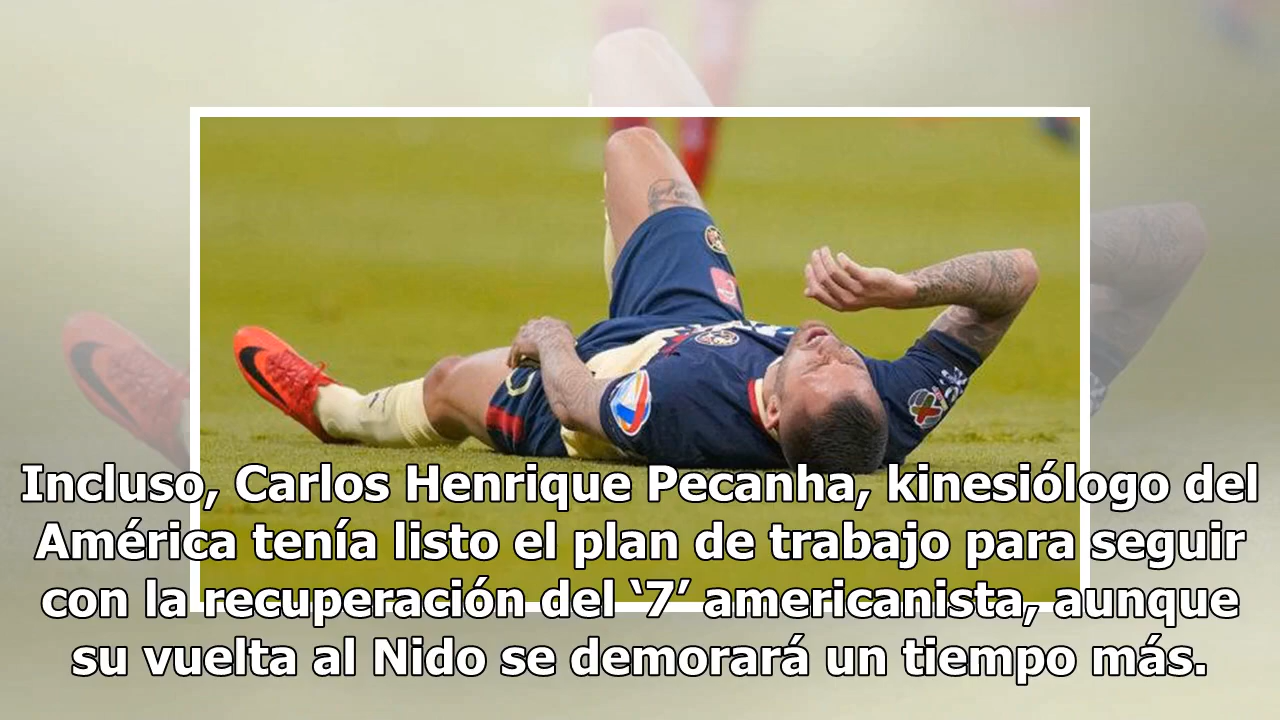 Incluso, Carlos Henrique Pecanha, kinesiólogo del
América tenía listo el plan de trabajo para seguir
con la recuperación del ‘7’ americanista, aunque
su vuelta al Nido se demorará un tiempo más.